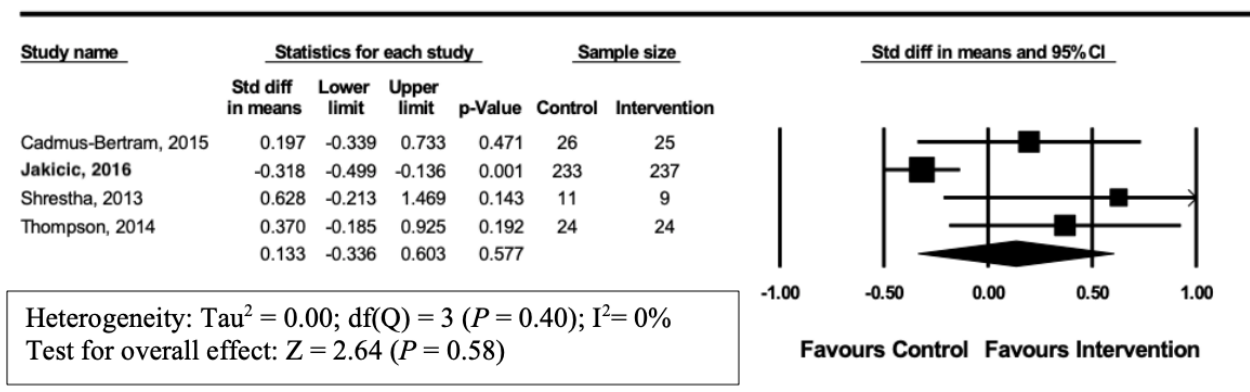 Study name Statistics for each study Sample size Std diff in means and 95% CI
Std diff in means Lower limit Upper limit p-Value Control Intervention
Cadmus-Bertram, 2015 0.197 -0.339 0.733 0.471 26 25
Jakicic, 2016 -0.318 -0.499 -0.136 0.001 233 237
Shrestha, 2013 0.628 -0.213 1.469 0.143 11 9
Thompson, 2014 0.370 -0.185 0.925 0.192 24 24
0.133 -0.336 0.603 0.577
-1.00 -0.50 0.00 0.50 1.00
Heterogeneity: Tau² = 0.00; df(Q) = 3 (P = 0.40); I²= 0%
Test for overall effect: Z = 2.64 (P = 0.58)
Favours Control Favours Intervention